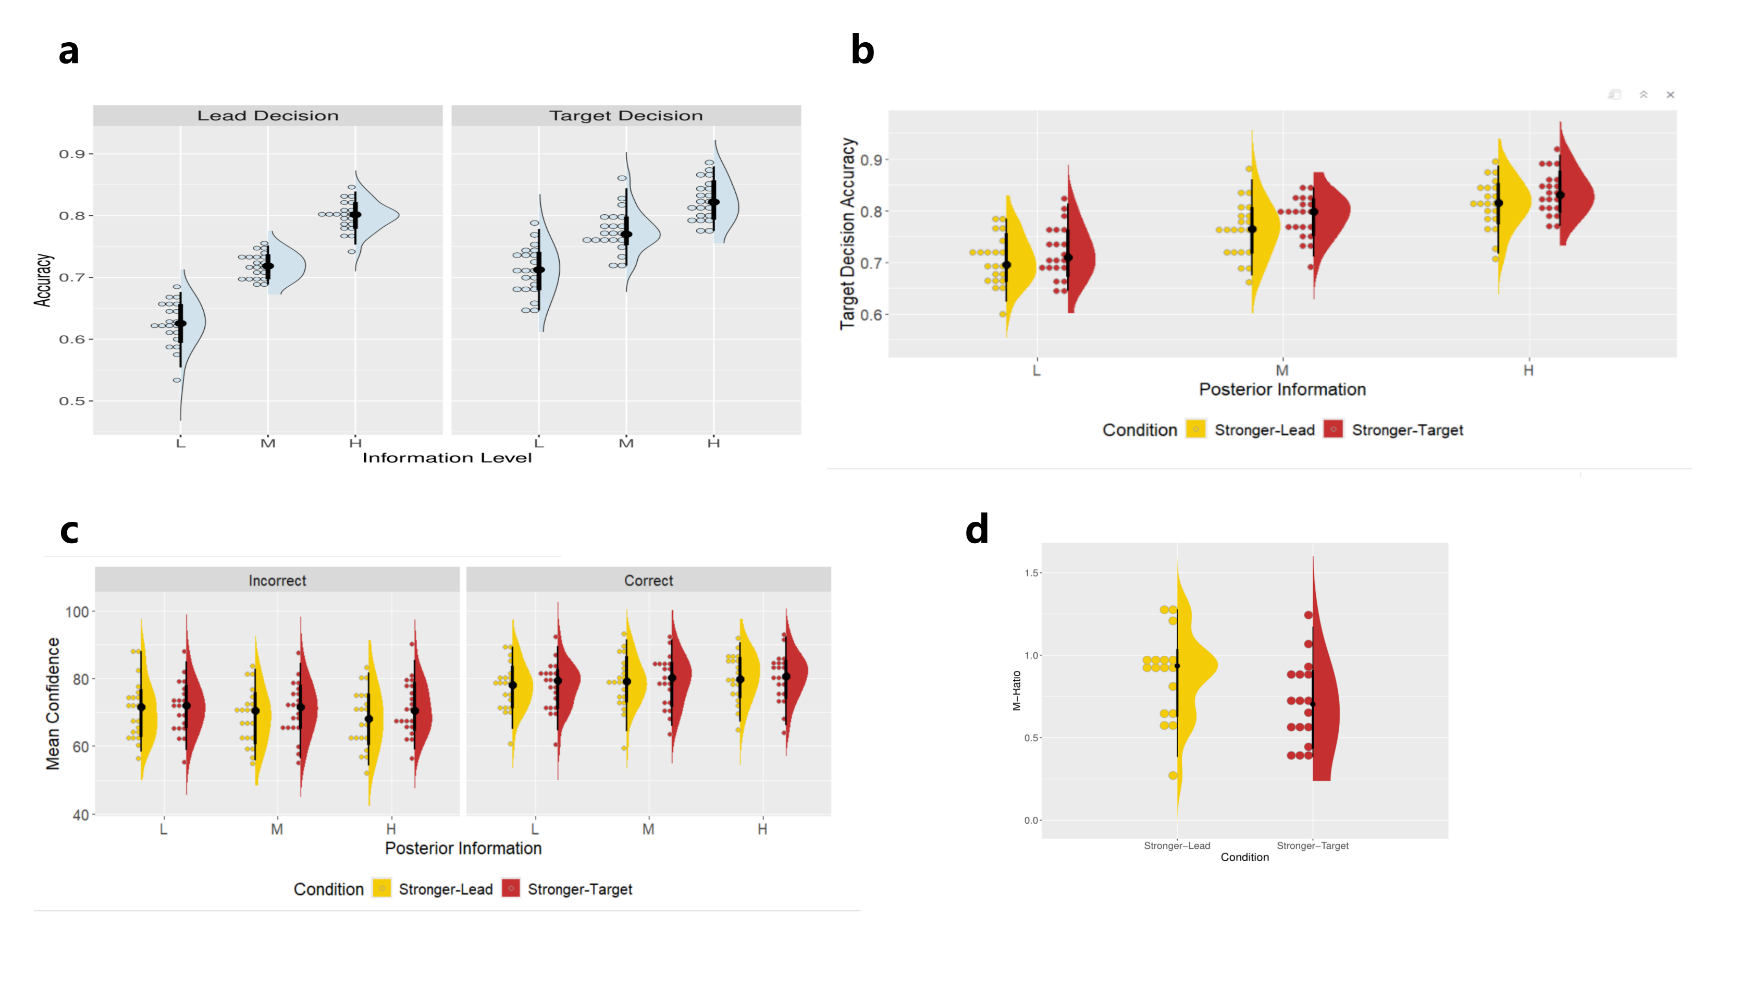 a
Lead Decision
Target Decision
Accuracy
0.9
0.8
0.7
0.6
0.5
L M H L M H
Information Level
b
Target Decision Accuracy
0.9
0.8
0.7
0.6
L M H
Posterior Information
Condition Stronger-Lead Stronger-Target
c
Incorrect
Correct
Mean Confidence
100
80
60
40
L M H L M H
Posterior Information
Condition Stronger-Lead Stronger-Target
d
M-Ratio
1.5
1.0
0.5
0.0
Stronger-Lead Stronger-Target
Condition